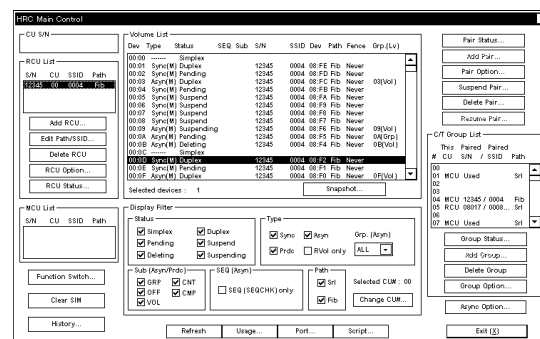 HRC Main Control
CU S/N
RCU List
S/N CU SSID Path
12345 00 0004 Fib
Add RCU...
Edit Path/SSID...
Delete RCU
RCU Option...
RCU Status...
MCU List
S/N CU SSID Path
Function Switch...
Clear SIM
History...
Volume List
Dev Type Status SEQ Sub S/N SSID Dev Path Fence Grp.(Lv)
00:00 ------ Simplex
00:01 Sync(M) Duplex 12345 0004 08:FE Fib Never
00:02 Sync(M) Pending 12345 0004 08:FD Fib Never
00:03 Asyn(M) Duplex 12345 0004 08:FC Fib Never 03(Vol)
00:04 Sync(M) Pending 12345 0004 08:FB Fib Never
00:05 Sync(M) Suspend 12345 0004 08:FA Fib Never
00:06 Sync(M) Suspend 12345 0004 08:F9 Fib Never
00:07 Sync(M) Suspend 12345 0004 08:F8 Fib Never
00:08 Sync(M) Suspend 12345 0004 08:F7 Fib Never
00:09 Asyn(M) Suspending 12345 0004 08:F6 Fib Never 09(Vol)
00:0A Asyn(M) Pending 12345 0004 08:F5 Fib Never 0A(Grp)
00:0B Asyn(M) Deleting 12345 0004 08:F4 Fib Never 0B(Vol)
00:0C ------ Simplex
00:0D Sync(M) Duplex 12345 0004 08:F2 Fib Never
00:0E Sync(M) Pending 12345 0004 08:F1 Fib Never
00:0F Asyn(M) Duplex 12345 0004 08:F0 Fib Never 0F(Vol)
Selected devices : 1
Snapshot...
Display Filter
Status
Simplex Duplex
Pending Suspend
Deleting Suspending
Type
Sync Asyn
Prdc RVol only
Grp. (Asyn)
ALL
Sub (Asyn/Prdc)
GRP CNT
OFF CMP
VOL
SEQ (Asyn)
SEQ (SEQCHK) only
Path
Srl
Fib
Selected CU# : 00
Change CU#...
Refresh
Usage...
Port...
Script...
Pair Status...
Add Pair...
Pair Option...
Suspend Pair...
Delete Pair...
Resume Pair...
C/T Group List
This Paired Paired
# CU S/N / SSID Path
00
01 MCU Used Srl
02
03
04 MCU 12345 / 0004 Fib
05 RCU 08017 / 0008... Srl
06
07 MCU Used Srl
Group Status...
Add Group...
Delete Group
Group Option...
Async Option...
Exit (X)